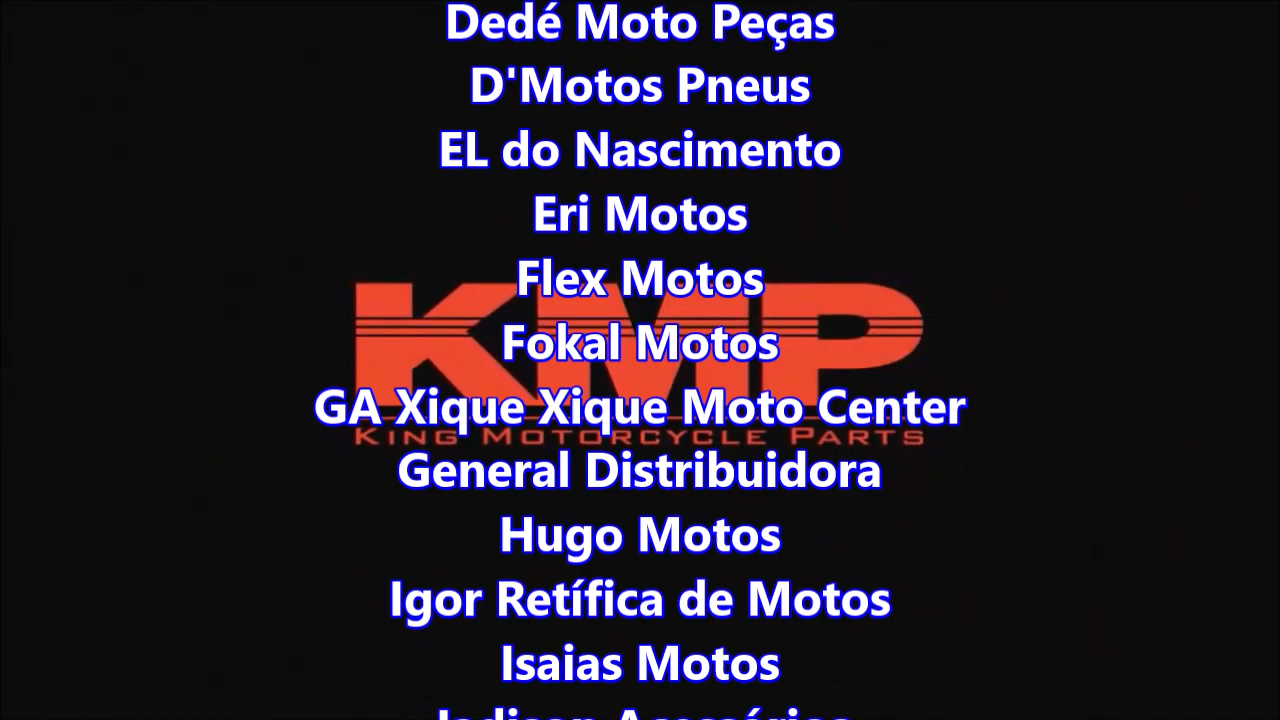 Dedé Moto Peças
D'Motos Pneus
EL do Nascimento
Eri Motos
Flex Motos
KMP
Fokal Motos
GA Xique Xique Moto Center
King Motorcycle Parts
General Distribuidora
Hugo Motos
Igor Retífica de Motos
Isaias Motos